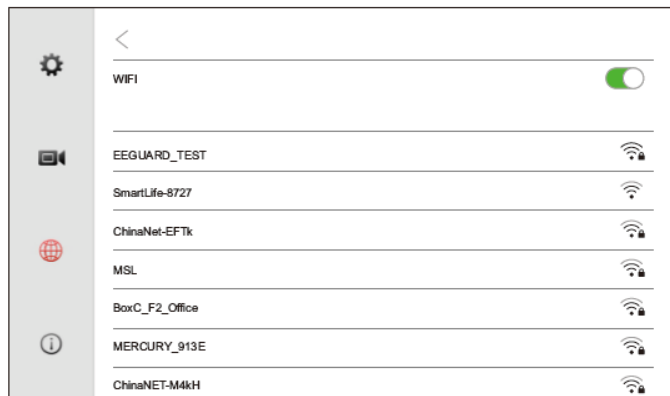 WIFI
EEGUARD_TEST
SmartLife-8727
ChinaNet-EFTk
MSL
BoxC_F2_Office
MERCURY_913E
ChinaNET-M4kH